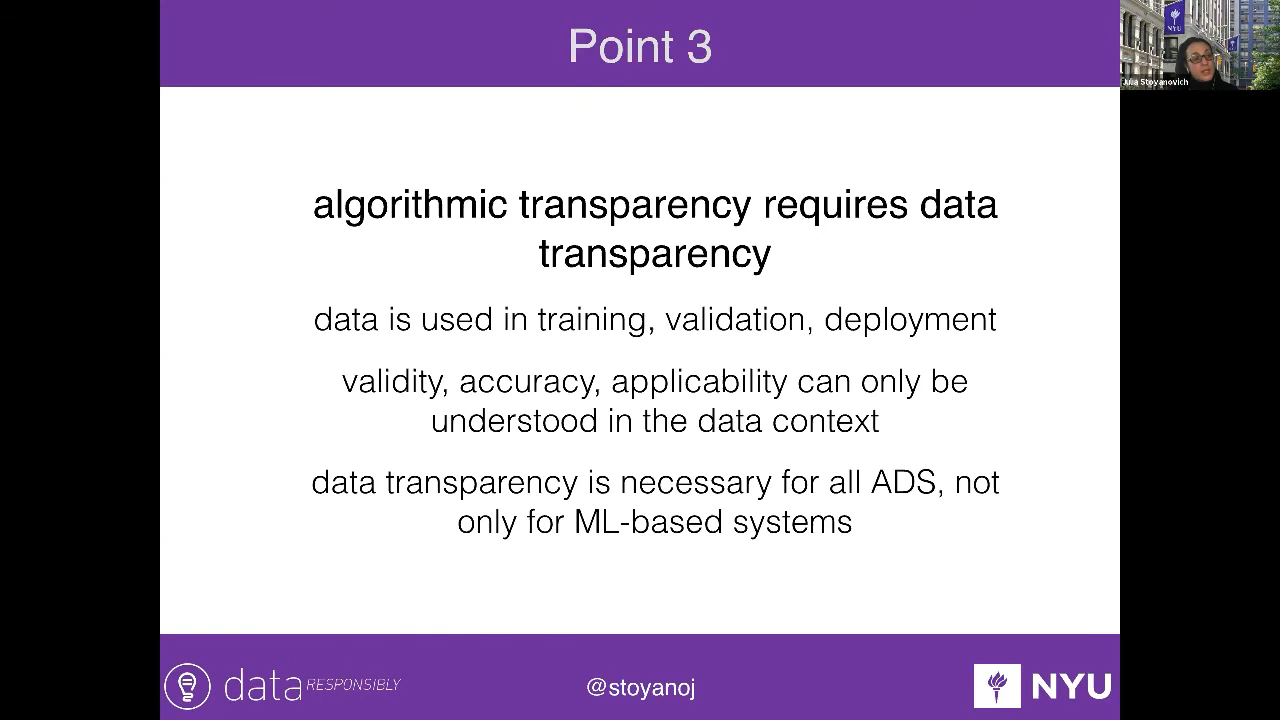 Point 3
NYU
Julia Stoyanovich
algorithmic transparency requires data
transparency
data is used in training, validation, deployment
validity, accuracy, applicability can only be
understood in the data context
data transparency is necessary for all ADS, not
only for ML-based systems
data RESPONSIBLY
@stoyanoj
NYU